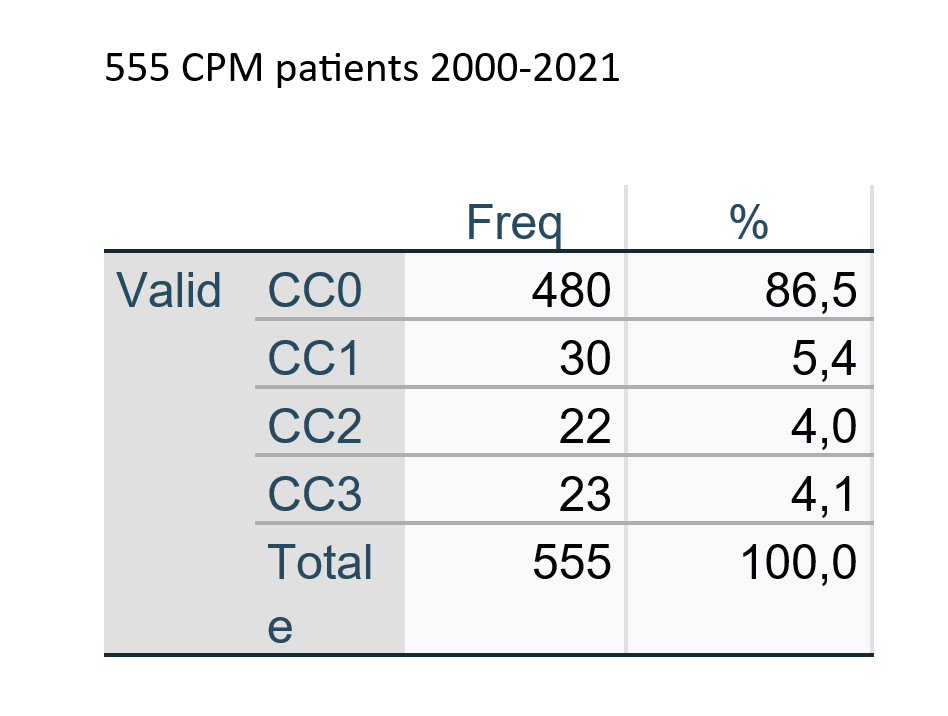 555 CPM patients 2000-2021
Freq %
Valid CC0 480 86,5
CC1 30 5,4
CC2 22 4,0
CC3 23 4,1
Total 555 100,0
e